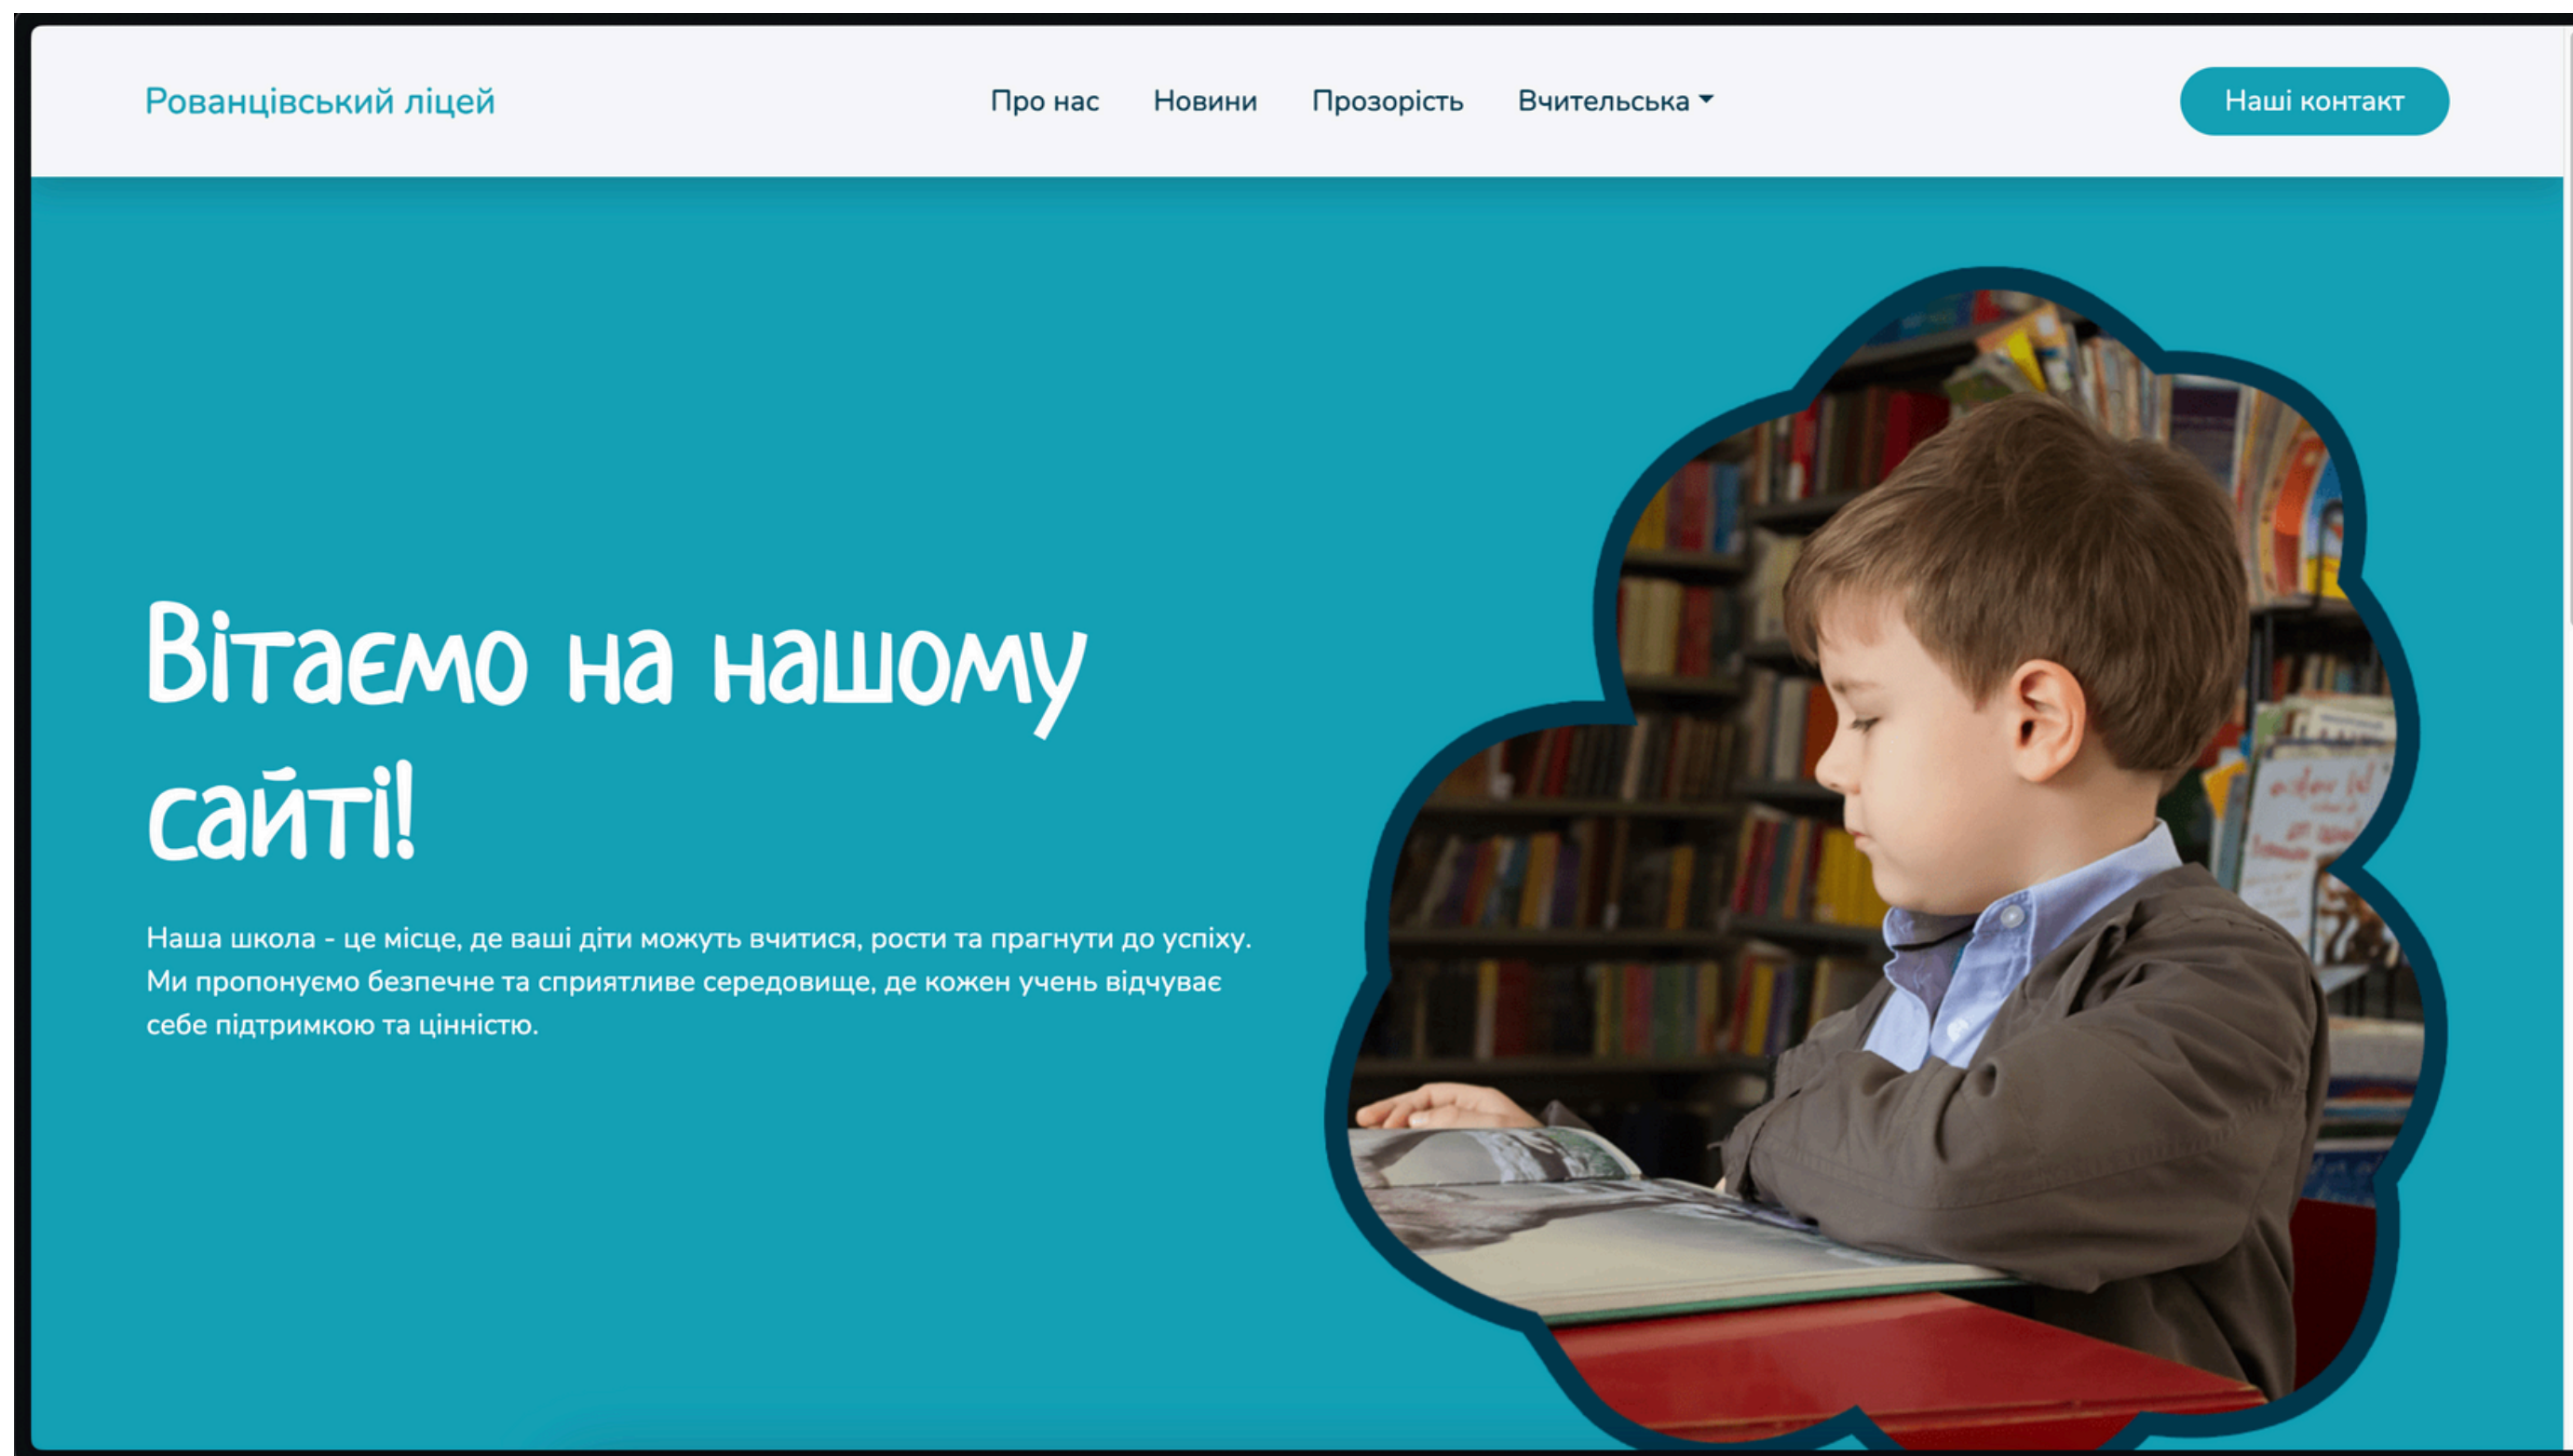 Рованцівський ліцей
Про нас Новини Прозорість Вчительська
Наші контакт
Вітаємо на нашому
сайті!
Наша школа - це місце, де ваші діти можуть вчитися, рости та прагнути до успіху.
Ми пропонуємо безпечне та сприятливе середовище, де кожен учень відчуває
себе підтримкою та цінністю.